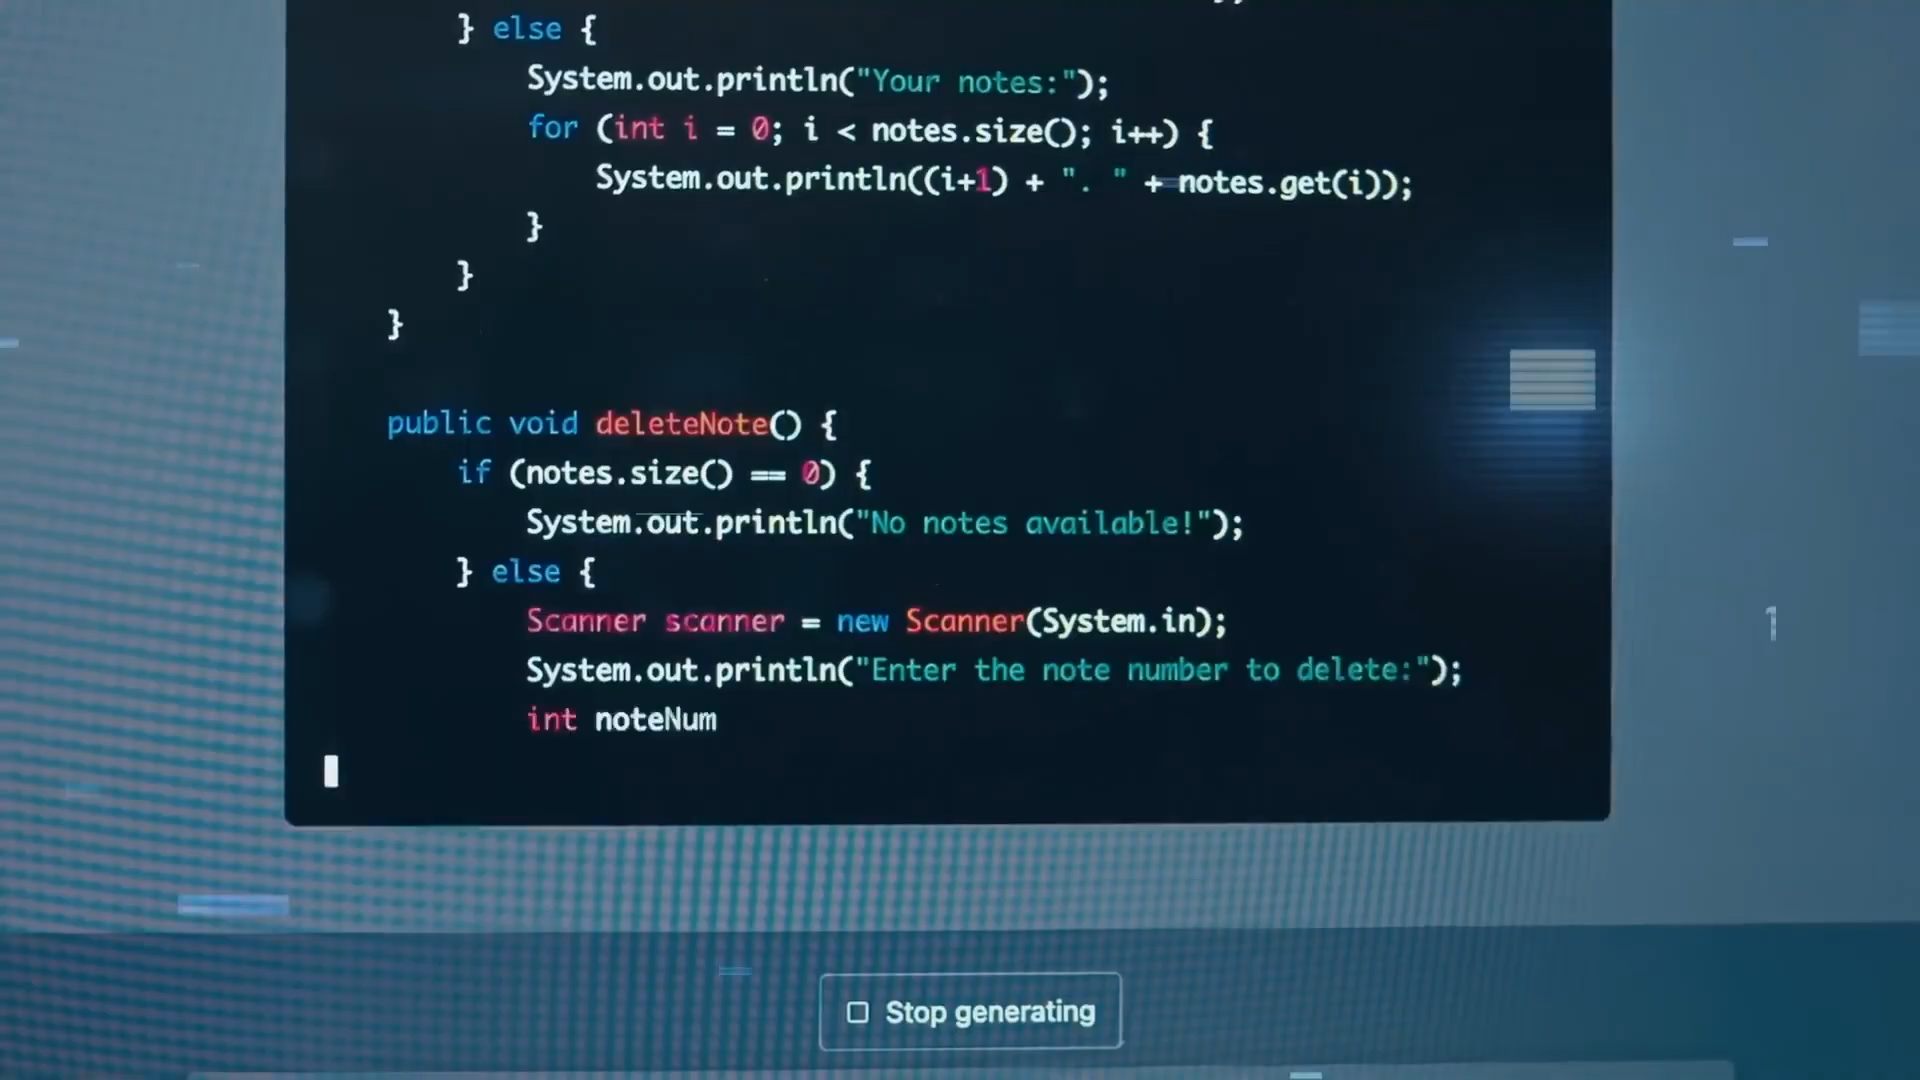 } else {
System.out.println("Your notes:");
for (int i = 0; i < notes.size(); i++) {
System.out.println((i+1) + ". " + notes.get(i));
}
}
}
public void deleteNote() {
if (notes.size() == 0) {
System.out.println("No notes available!");
} else {
Scanner scanner = new Scanner(System.in);
System.out.println("Enter the note number to delete:");
int noteNum
1
Stop generating